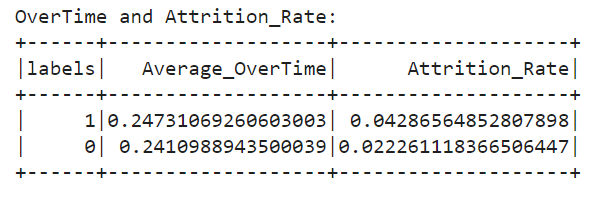 OverTime and Attrition_Rate:
+------+-------------------+--------------------+
|labels|   Average_OverTime|      Attrition_Rate|
+------+-------------------+--------------------+
|     1|0.24731069260603003| 0.04286564852807898|
|     0| 0.2410988943500039|0.022261118366506447|
+------+-------------------+--------------------+